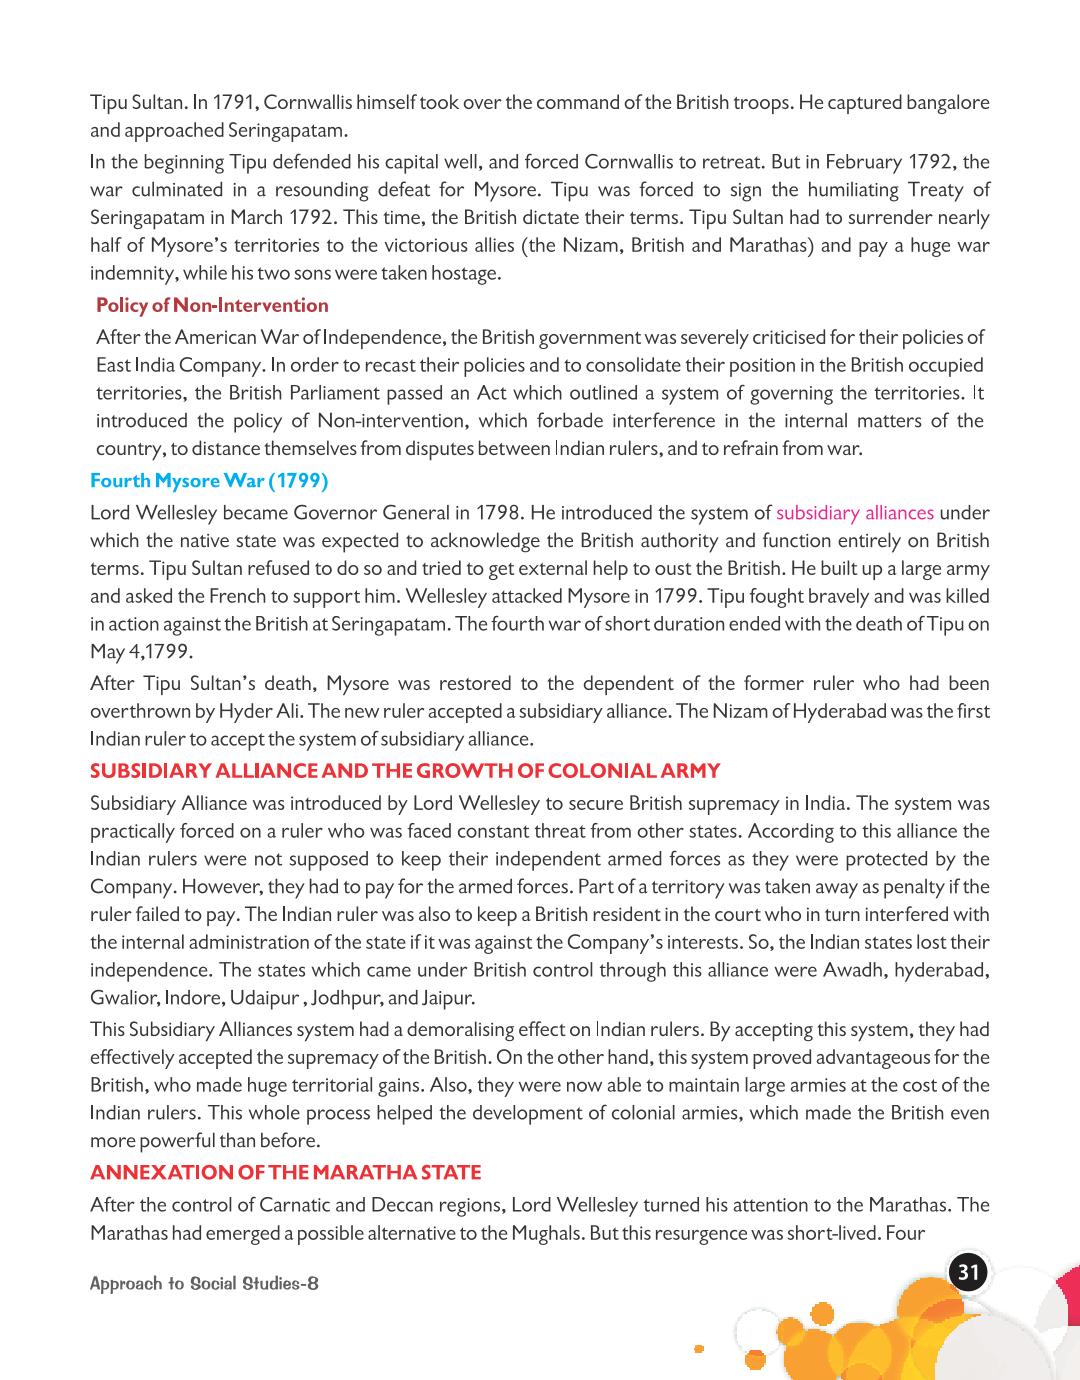 Tipu Sultan. In 1791, Cornwallis himself took over the command of the British troops. He captured bangalore
and approached Seringapatam.
In the beginning Tipu defended his capital well, and forced Cornwallis to retreat. But in February 1792, the
war culminated in a resounding defeat for Mysore. Tipu was forced to sign the humiliating Treaty of
Seringapatam in March 1792. This time, the British dictate their terms. Tipu Sultan had to surrender nearly
half of Mysore's territories to the victorious allies (the Nizam, British and Marathas) and pay a huge war
indemnity, while his two sons were taken hostage.
Policy of Non-Intervention
After the American War of Independence, the British government was severely criticised for their policies of
East India Company. In order to recast their policies and to consolidate their position in the British occupied
territories, the British Parliament passed an Act which outlined a system of governing the territories. It
introduced the policy of Non-intervention, which forbade interference in the internal matters of the
country, to distance themselves from disputes between Indian rulers, and to refrain from war.
Fourth Mysore War (1799)
Lord Wellesley became Governor General in 1798. He introduced the system of subsidiary alliances under
which the native state was expected to acknowledge the British authority and function entirely on British
terms. Tipu Sultan refused to do so and tried to get external help to oust the British. He built up a large army
and asked the French to support him. Wellesley attacked Mysore in 1799. Tipu fought bravely and was killed
in action against the British at Seringapatam. The fourth war of short duration ended with the death of Tipu on
May 4,1799.
After Tipu Sultan's death, Mysore was restored to the dependent of the former ruler who had been
overthrown by Hyder Ali. The new ruler accepted a subsidiary alliance. The Nizam of Hyderabad was the first
Indian ruler to accept the system of subsidiary alliance.
SUBSIDIARY ALLIANCE AND THE GROWTH OF COLONIAL ARMY
Subsidiary Alliance was introduced by Lord Wellesley to secure British supremacy in India. The system was
practically forced on a ruler who was faced constant threat from other states. According to this alliance the
Indian rulers were not supposed to keep their independent armed forces as they were protected by the
Company. However, they had to pay for the armed forces. Part of a territory was taken away as penalty if the
ruler failed to pay. The Indian ruler was also to keep a British resident in the court who in turn interfered with
the internal administration of the state if it was against the Company's interests. So, the Indian states lost their
independence. The states which came under British control through this alliance were Awadh, hyderabad,
Gwalior, Indore, Udaipur , Jodhpur, and Jaipur.
This Subsidiary Alliances system had a demoralising effect on Indian rulers. By accepting this system, they had
effectively accepted the supremacy of the British. On the other hand, this system proved advantageous for the
British, who made huge territorial gains. Also, they were now able to maintain large armies at the cost of the
Indian rulers. This whole process helped the development of colonial armies, which made the British even
more powerful than before.
ANNEXATION OF THE MARATHA STATE
After the control of Carnatic and Deccan regions, Lord Wellesley turned his attention to the Marathas. The
Marathas had emerged a possible alternative to the Mughals. But this resurgence was short-lived. Four
Approach to Social Studies-8
31